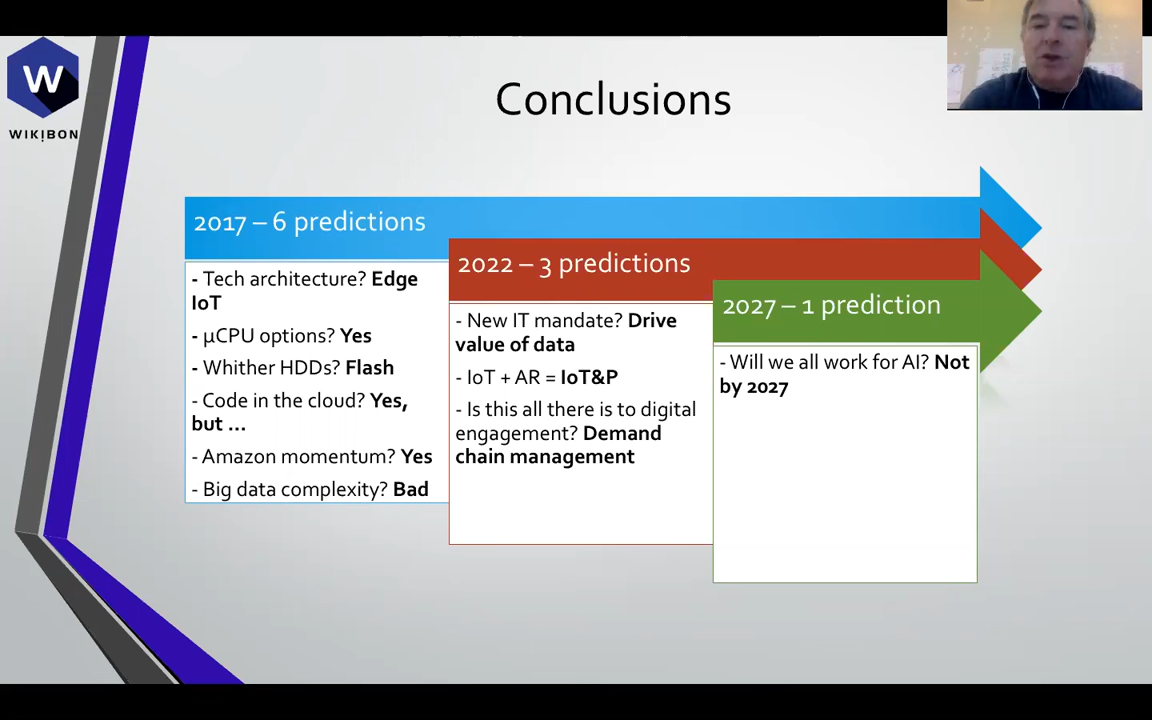 W
WIKIBON
Conclusions
2017 – 6 predictions
- Tech architecture? Edge
IoT
- µCPU options? Yes
- Whither HDDs? Flash
- Code in the cloud? Yes,
but ...
- Amazon momentum? Yes
- Big data complexity? Bad
2022 – 3 predictions
- New IT mandate? Drive
value of data
- IoT + AR = IoT&P
- Is this all there is to digital
engagement? Demand
chain management
2027 – 1 prediction
- Will we all work for AI? Not
by 2027